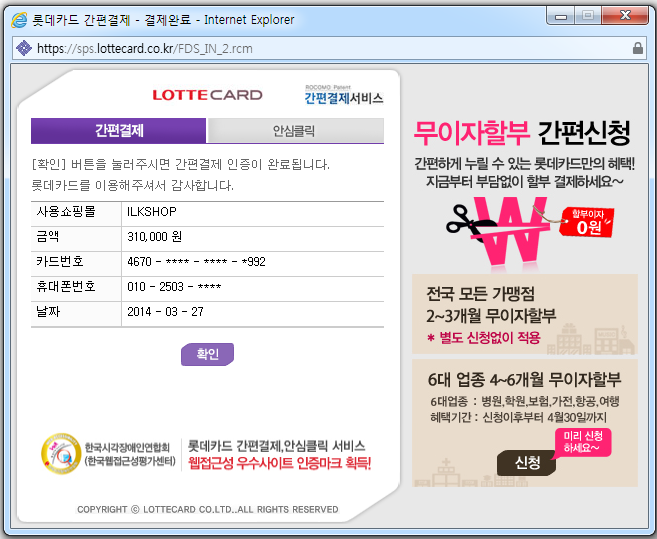 롯데카드 간편결제 - 결제완료 - Internet Explorer
https://sps.lottecard.co.kr/FDS_IN_2.rcm
LOTTECARD
ROCOMO Patent
간편결제서비스
간편결제
안심클릭
[확인] 버튼을 눌러주시면 간편결제 인증이 완료됩니다.
롯데카드를 이용해주셔서 감사합니다.
사용쇼핑몰 ILKSHOP
금액 310,000 원
카드번호 4670 - **** - **** - *992
휴대폰번호 010 - 2503 - ****
날짜 2014 - 03 - 27
확인
한국시각장애인연합회
(한국웹접근성평가센터)
롯데카드 간편결제,안심클릭 서비스
웹접근성 우수사이트 인증마크 획득!
COPYRIGHT ⓒ LOTTECARD CO.LTD.,ALL RIGHTS RESERVED
무이자할부 간편신청
간편하게 누릴 수 있는 롯데카드만의 혜택!
지금부터 부담없이 할부 결제하세요~
W
할부이자
0원
전국 모든 가맹점
2~3개월 무이자할부
* 별도 신청없이 적용
6대 업종 4~6개월 무이자할부
6대업종 : 병원,학원,보험,가전,항공,여행
혜택기간 : 신청이후부터 4월30일까지
미리 신청
하세요~
신청